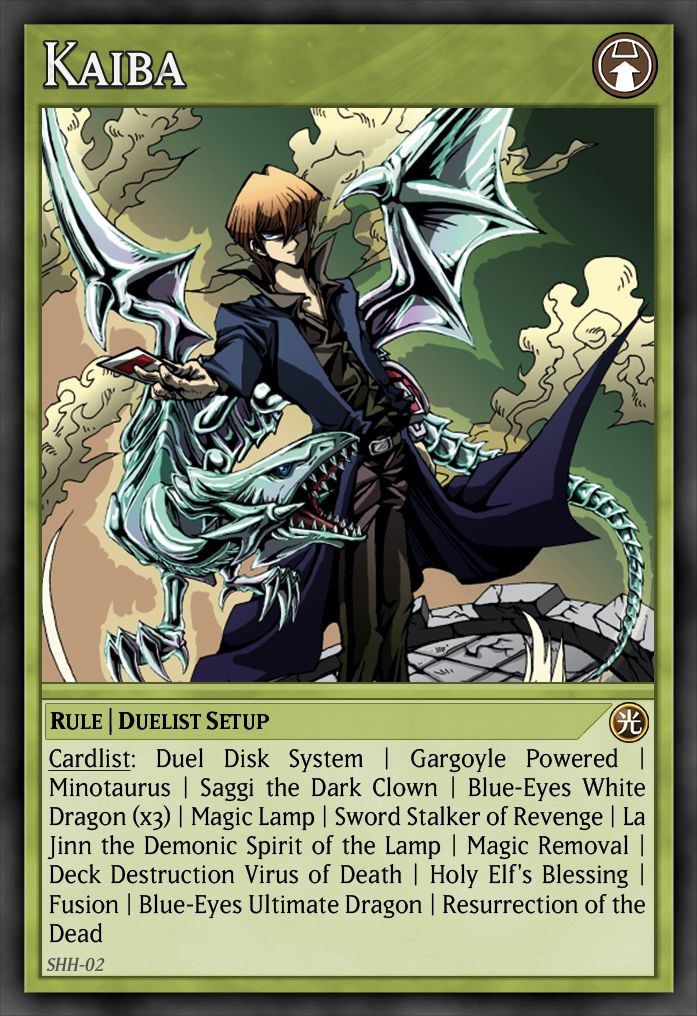 Kaiba
Rule | Duelist Setup
光
Cardlist: Duel Disk System | Gargoyle Powered |
Minotaurus | Saggi the Dark Clown | Blue-Eyes White
Dragon (x3) | Magic Lamp | Sword Stalker of Revenge | La
Jinn the Demonic Spirit of the Lamp | Magic Removal |
Deck Destruction Virus of Death | Holy Elf's Blessing |
Fusion | Blue-Eyes Ultimate Dragon | Resurrection of the
Dead
SHH-02